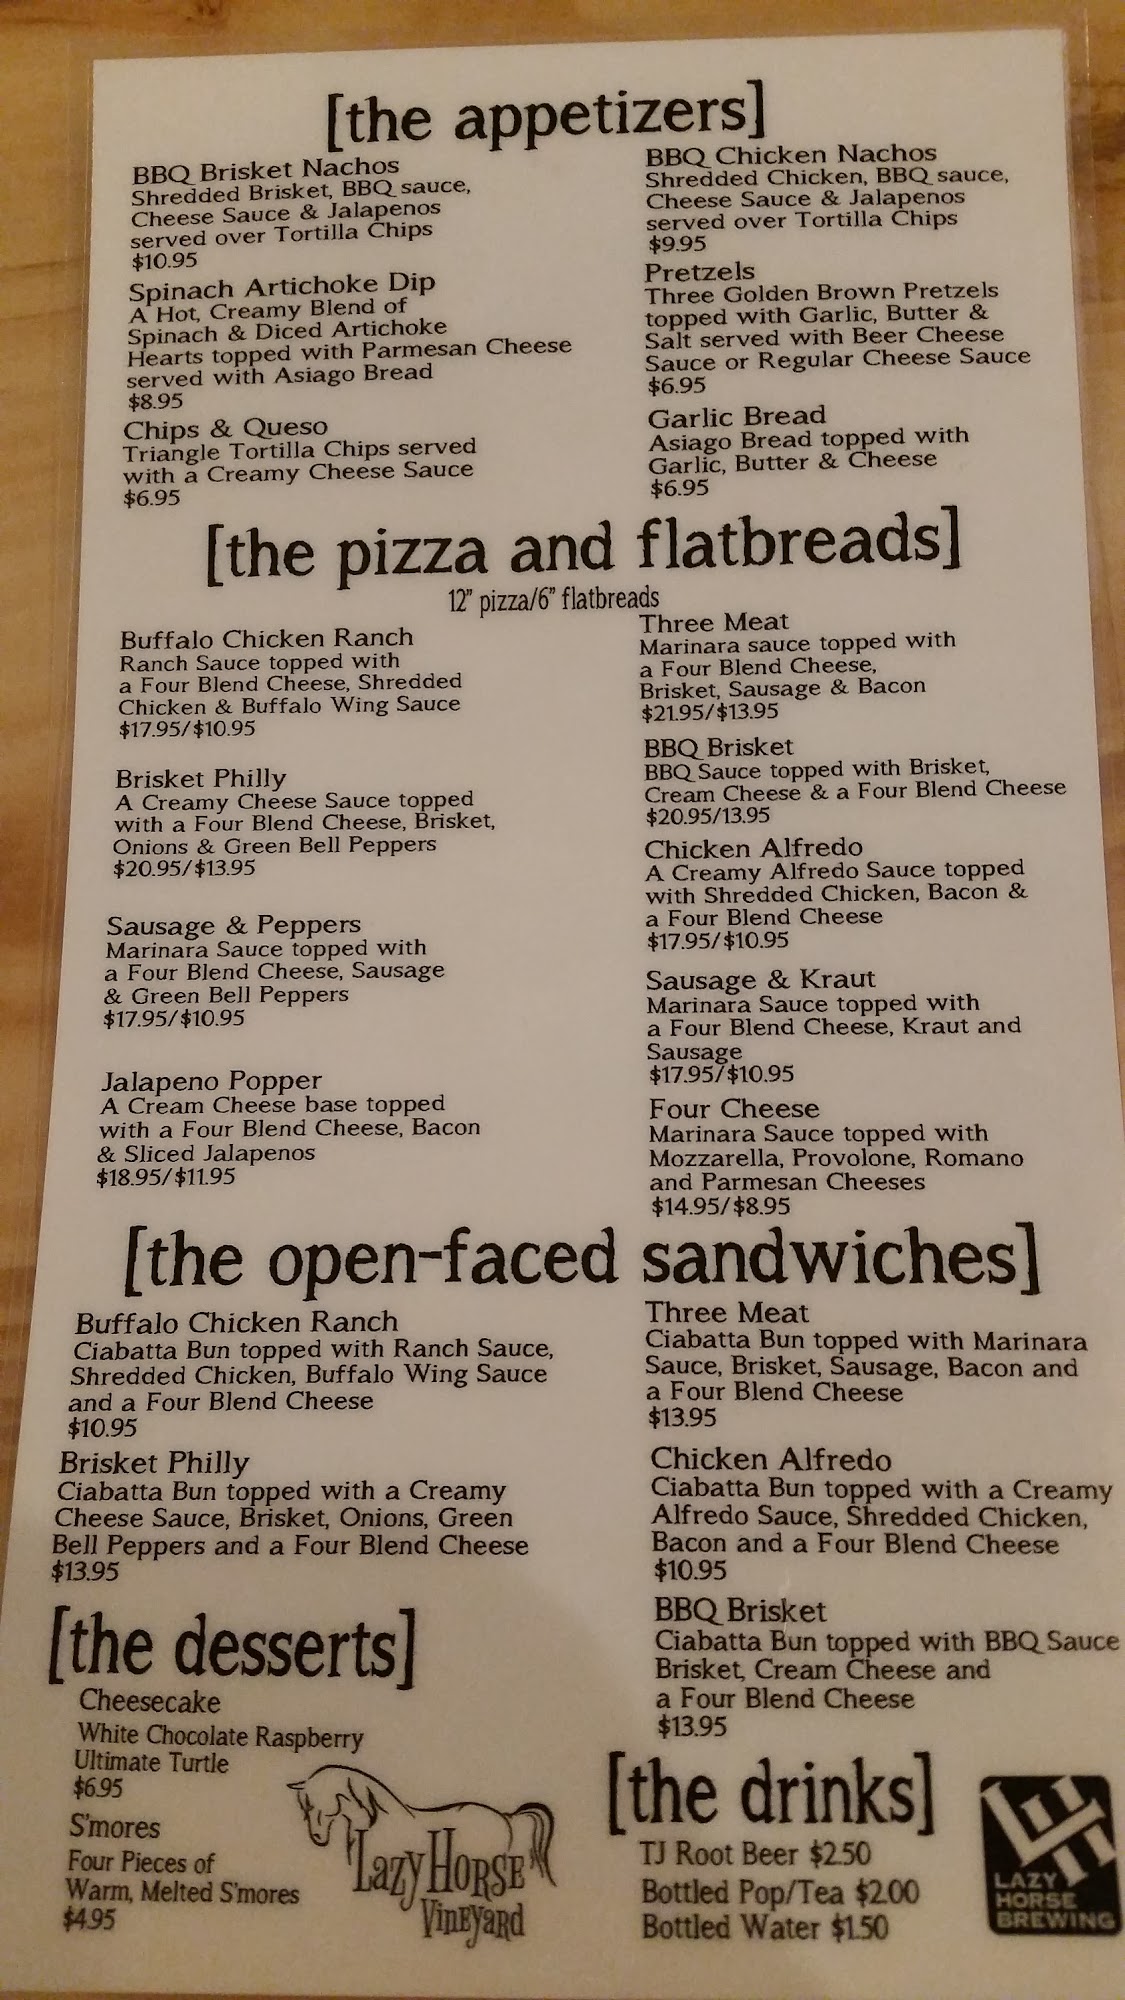 [the appetizers]
BBQ Brisket Nachos
Shredded Brisket, BBQ sauce,
Cheese Sauce & Jalapenos
served over Tortilla Chips
$10.95
Spinach Artichoke Dip
A Hot, Creamy Blend of
Spinach & Diced Artichoke
Hearts topped with Parmesan Cheese
served with Asiago Bread
$8.95
Chips & Queso
Triangle Tortilla Chips served
with a Creamy Cheese Sauce
$6.95
BBQ Chicken Nachos
Shredded Chicken, BBQ sauce,
Cheese Sauce & Jalapenos
served over Tortilla Chips
$9.95
Pretzels
Three Golden Brown Pretzels
topped with Garlic, Butter &
Salt served with Beer Cheese
Sauce or Regular Cheese Sauce
$6.95
Garlic Bread
Asiago Bread topped with
Garlic, Butter & Cheese
$6.95
[the pizza and flatbreads]
12" pizza/6" flatbreads
Buffalo Chicken Ranch
Ranch Sauce topped with
a Four Blend Cheese, Shredded
Chicken & Buffalo Wing Sauce
$17.95/$10.95
Brisket Philly
A Creamy Cheese Sauce topped
with a Four Blend Cheese, Brisket,
Onions & Green Bell Peppers
$20.95/$13.95
Sausage & Peppers
Marinara Sauce topped with
a Four Blend Cheese, Sausage
& Green Bell Peppers
$17.95/$10.95
Jalapeno Popper
A Cream Cheese base topped
with a Four Blend Cheese, Bacon
& Sliced Jalapenos
$18.95/$11.95
Three Meat
Marinara sauce topped with
a Four Blend Cheese,
Brisket, Sausage & Bacon
$21.95/$13.95
BBQ Brisket
BBQ Sauce topped with Brisket,
Cream Cheese & a Four Blend Cheese
$20.95/13.95
Chicken Alfredo
A Creamy Alfredo Sauce topped
with Shredded Chicken, Bacon &
a Four Blend Cheese
$17.95/$10.95
Sausage & Kraut
Marinara Sauce topped with
a Four Blend Cheese, Kraut and
Sausage
$17.95/$10.95
Four Cheese
Marinara Sauce topped with
Mozzarella, Provolone, Romano
and Parmesan Cheeses
$14.95/$8.95
[the open-faced sandwiches]
Buffalo Chicken Ranch
Ciabatta Bun topped with Ranch Sauce,
Shredded Chicken, Buffalo Wing Sauce
and a Four Blend Cheese
$10.95
Brisket Philly
Ciabatta Bun topped with a Creamy
Cheese Sauce, Brisket, Onions, Green
Bell Peppers and a Four Blend Cheese
$13.95
Three Meat
Ciabatta Bun topped with Marinara
Sauce, Brisket, Sausage, Bacon and
a Four Blend Cheese
$13.95
Chicken Alfredo
Ciabatta Bun topped with a Creamy
Alfredo Sauce, Shredded Chicken,
Bacon and a Four Blend Cheese
$10.95
BBQ Brisket
Ciabatta Bun topped with BBQ Sauce
Brisket, Cream Cheese and
a Four Blend Cheese
$13.95
[the desserts]
Cheesecake
White Chocolate Raspberry
Ultimate Turtle
$6.95
S'mores
Four Pieces of
Warm, Melted S'mores
$4.95
Lazy Horse
Vineyard
[the drinks]
TJ Root Beer $2.50
Bottled Pop/Tea $2.00
Bottled Water $1.50
LH
LAZY
HORSE
BREWING